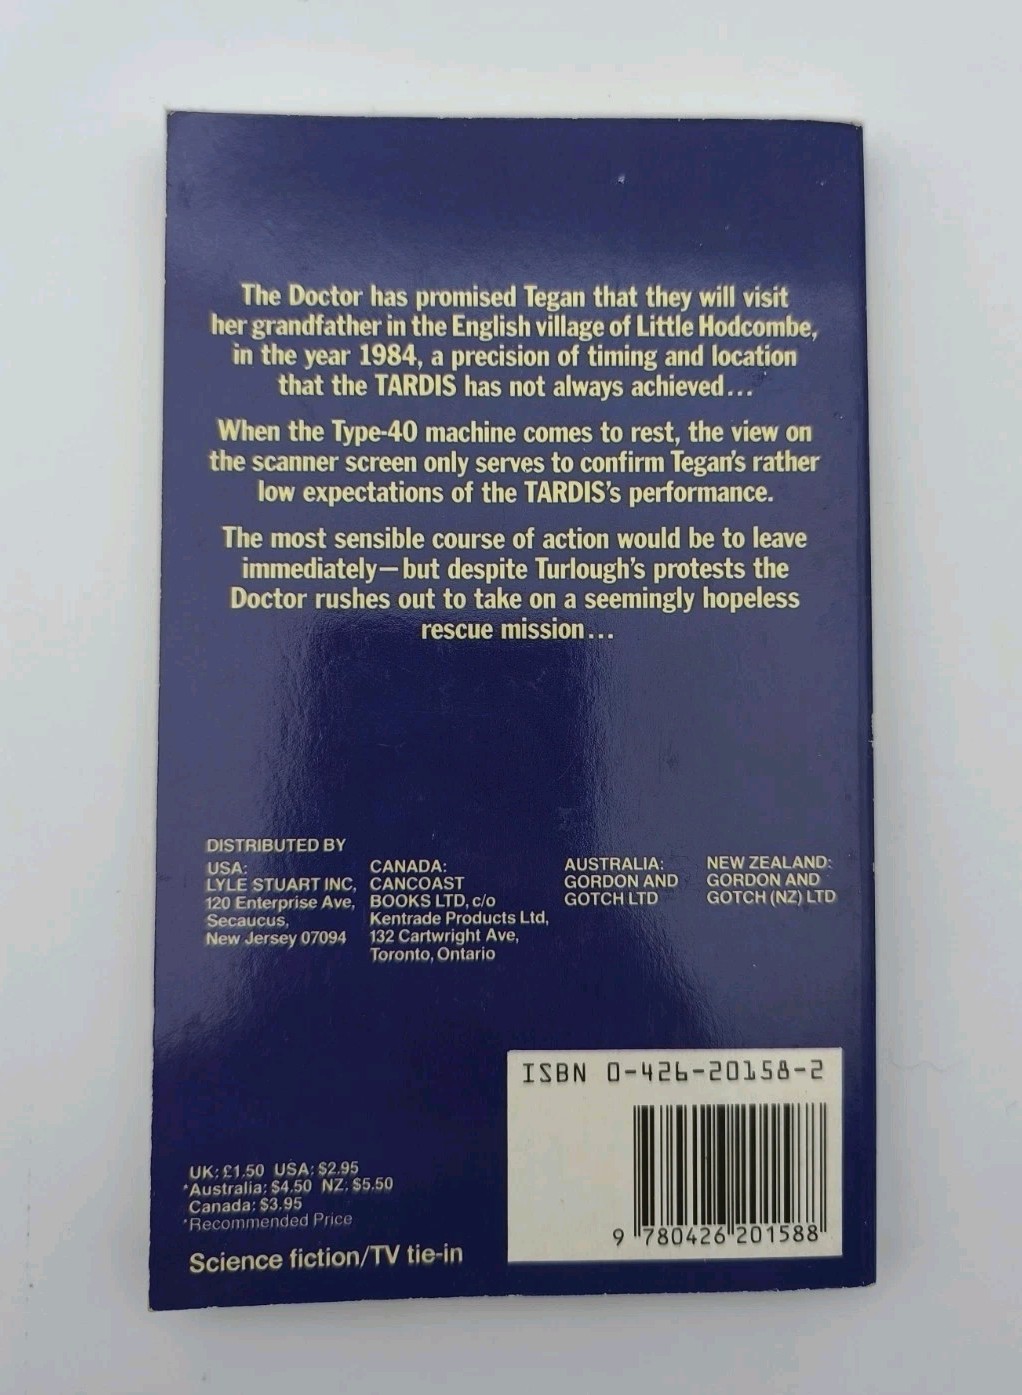 The Doctor has promised Tegan that they will visit
her grandfather in the English village of Little Hodcombe,
in the year 1984, a precision of timing and location
that the TARDIS has not always achieved...
When the Type-40 machine comes to rest, the view on
the scanner screen only serves to confirm Tegan's rather
low expectations of the TARDIS's performance.
The most sensible course of action would be to leave
immediately—but despite Turlough's protests the
Doctor rushes out to take on a seemingly hopeless
rescue mission...
DISTRIBUTED BY
USA:
LYLE STUART INC,
120 Enterprise Ave,
Secaucus,
New Jersey 07094
CANADA:
CANCOAST
BOOKS LTD, c/o
Kentrade Products Ltd,
132 Cartwright Ave,
Toronto, Ontario
AUSTRALIA:
GORDON AND
GOTCH LTD
NEW ZEALAND:
GORDON AND
GOTCH (NZ) LTD
UK: £1.50 USA: $2.95
*Australia: $4.50 NZ: $5.50
Canada: $3.95
*Recommended Price
Science fiction/TV tie-in
ISBN 0-426-20158-2
9 780426 201588